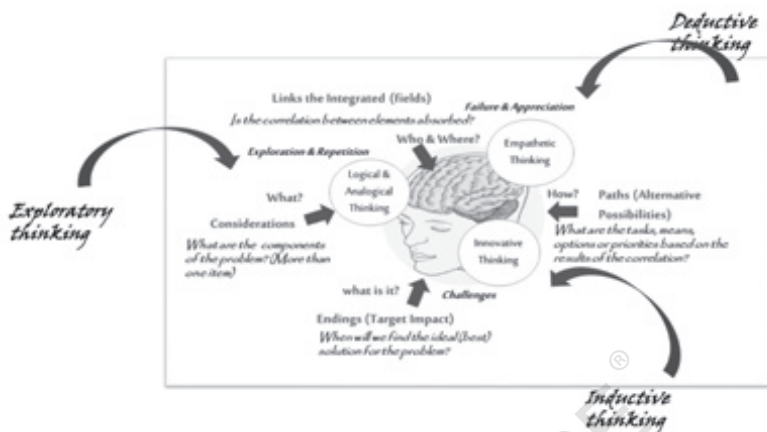 Deductive
thinking
Links the Integrated (fields)
Failure & Appreciation
Is the correlation between elements absorbed?
Who & Where?
Empathetic
Thinking
Exploration & Repetition
Logical &
Analogical
Thinking
What?
How?
Paths (Alternative
Possibilities)
Exploratory
thinking
Considerations
What are the components
of the problem? (More than
one item)
What are the tasks, means,
options or priorities based on the
results of the correlation?
Innovative
Thinking
what is it?
Challenges
Endings (Target Impact)
When will we find the ideal (best)
solution for the problem?
®
Inductive
thinking